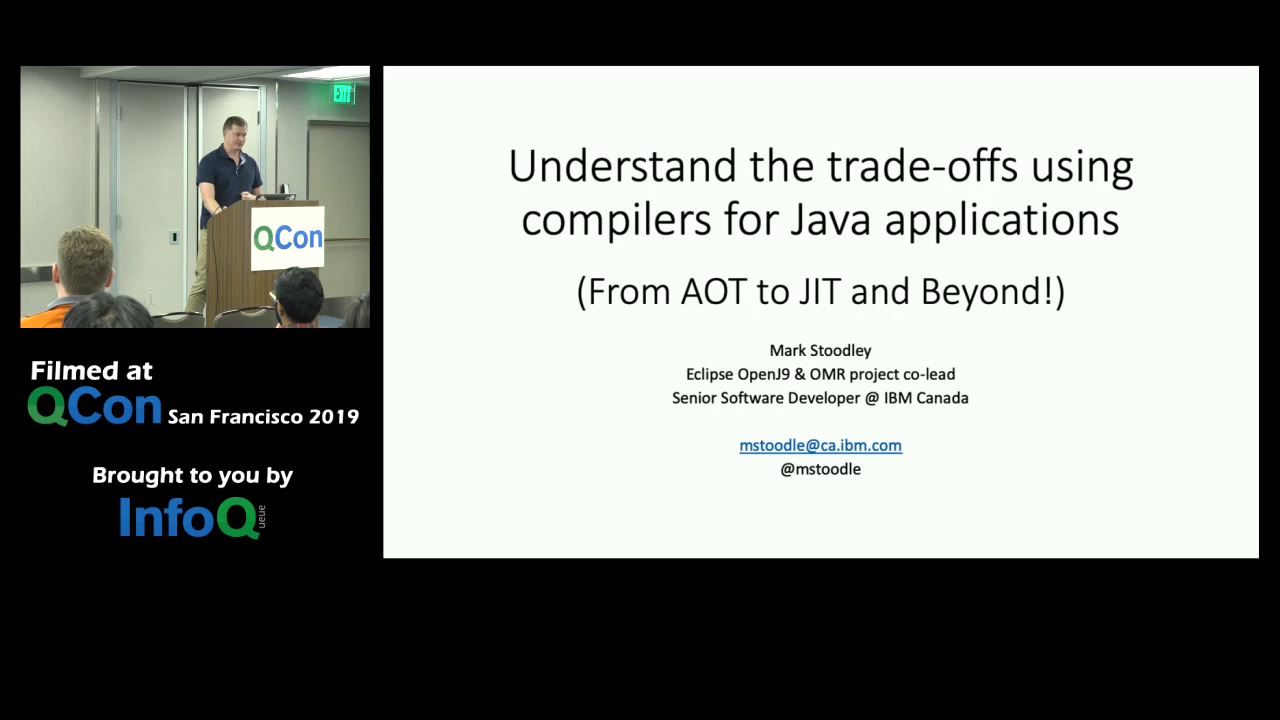 EXIT
QCon
Filmed at
QCon San Francisco 2019
Brought to you by
InfoQ
ueue
Understand the trade-offs using
compilers for Java applications
(From AOT to JIT and Beyond!)
Mark Stoodley
Eclipse OpenJ9 & OMR project co-lead
Senior Software Developer @ IBM Canada
mstoodle@ca.ibm.com
@mstoodle